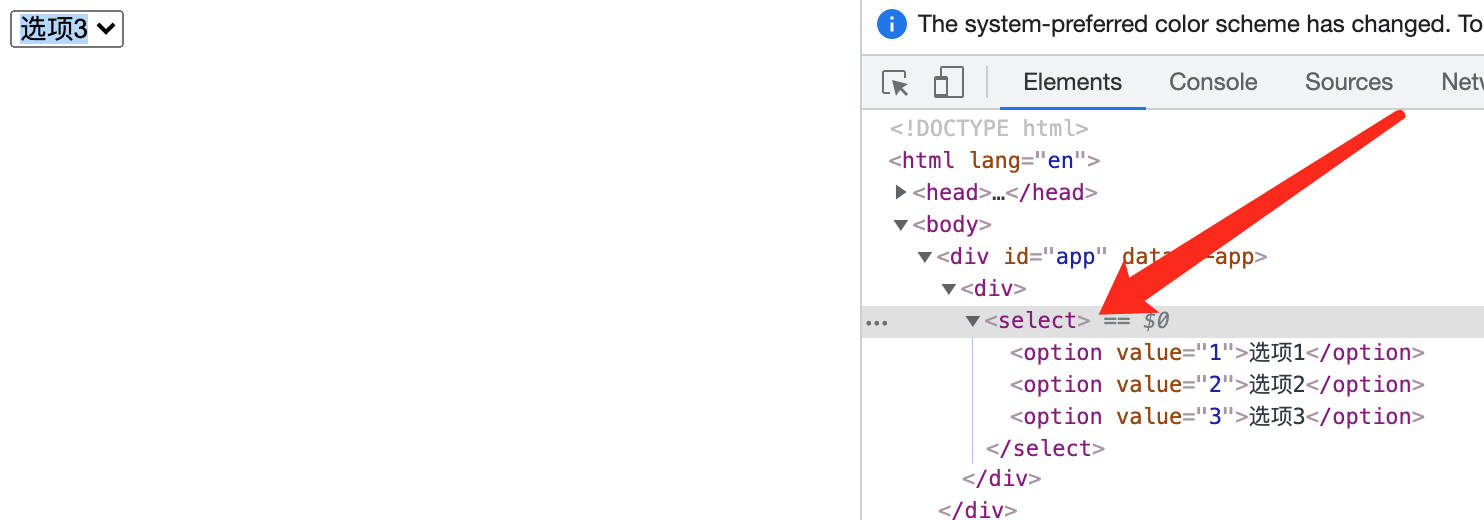 选项3
The system-preferred color scheme has changed. To
Elements Console Sources Netw
<!DOCTYPE html>
<html lang="en">
<head>…</head>
<body>
<div id="app" data-v-app>
<div>
<select> == $0
<option value="1">选项1</option>
<option value="2">选项2</option>
<option value="3">选项3</option>
</select>
</div>
</div>